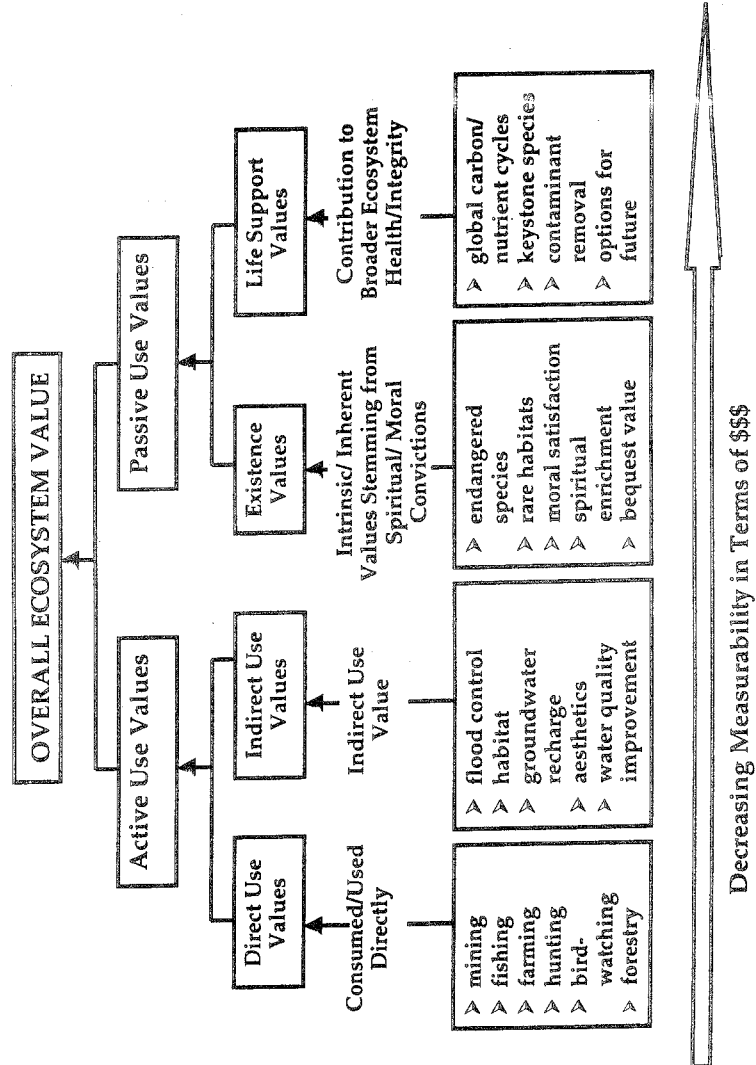 OVERALL ECOSYSTEM VALUE
Active Use Values
Passive Use Values
Direct Use
Values
Indirect Use
Values
Existence
Values
Life Support
Values
Consumed/Used
Directly
Indirect Use
Value
Intrinsic/ Inherent
Values Stemming from
Spiritual/ Moral
Convictions
Contribution to
Broader Ecosystem
Health/Integrity
➢ mining
➢ fishing
➢ farming
➢ hunting
➢ bird-
watching
➢ forestry
➢ flood control
➢ habitat
➢ groundwater
recharge
➢ aesthetics
➢ water quality
improvement
➢ endangered
species
➢ rare habitats
➢ moral satisfaction
➢ spiritual
enrichment
➢ bequest value
➢ global carbon/
nutrient cycles
➢ keystone species
➢ contaminant
removal
➢ options for
future
Decreasing Measurability in Terms of $$$